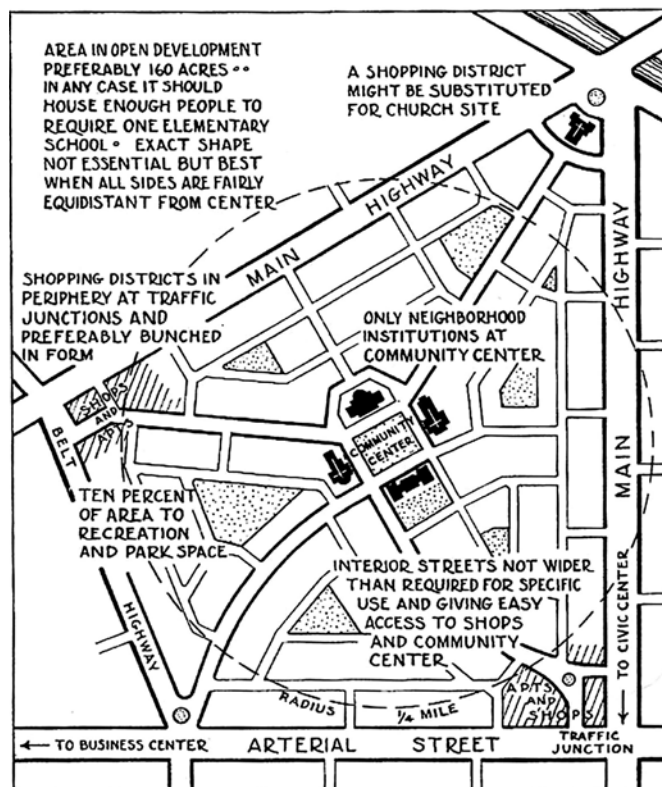 AREA IN OPEN DEVELOPMENT
PREFERABLY 160 ACRES ••
IN ANY CASE IT SHOULD
HOUSE ENOUGH PEOPLE TO
REQUIRE ONE ELEMENTARY
SCHOOL • EXACT SHAPE
NOT ESSENTIAL BUT BEST
WHEN ALL SIDES ARE FAIRLY
EQUIDISTANT FROM CENTER
A SHOPPING DISTRICT
MIGHT BE SUBSTITUTED
FOR CHURCH SITE
MAIN HIGHWAY
SHOPPING DISTRICTS IN
PERIPHERY AT TRAFFIC
JUNCTIONS AND
PREFERABLY BUNCHED
IN FORM
ONLY NEIGHBORHOOD
INSTITUTIONS AT
COMMUNITY CENTER
MAIN HIGHWAY
SHOPS
AND
APTS
BELT HIGHWAY
COMMUNITY
CENTER
TEN PERCENT
OF AREA TO
RECREATION
AND PARK SPACE
INTERIOR STREETS NOT WIDER
THAN REQUIRED FOR SPECIFIC
USE AND GIVING EASY
ACCESS TO SHOPS
AND COMMUNITY
CENTER
TO CIVIC CENTER
APTS
AND
SHOPS
RADIUS 1/4 MILE
TRAFFIC
JUNCTION
← TO BUSINESS CENTER
ARTERIAL STREET